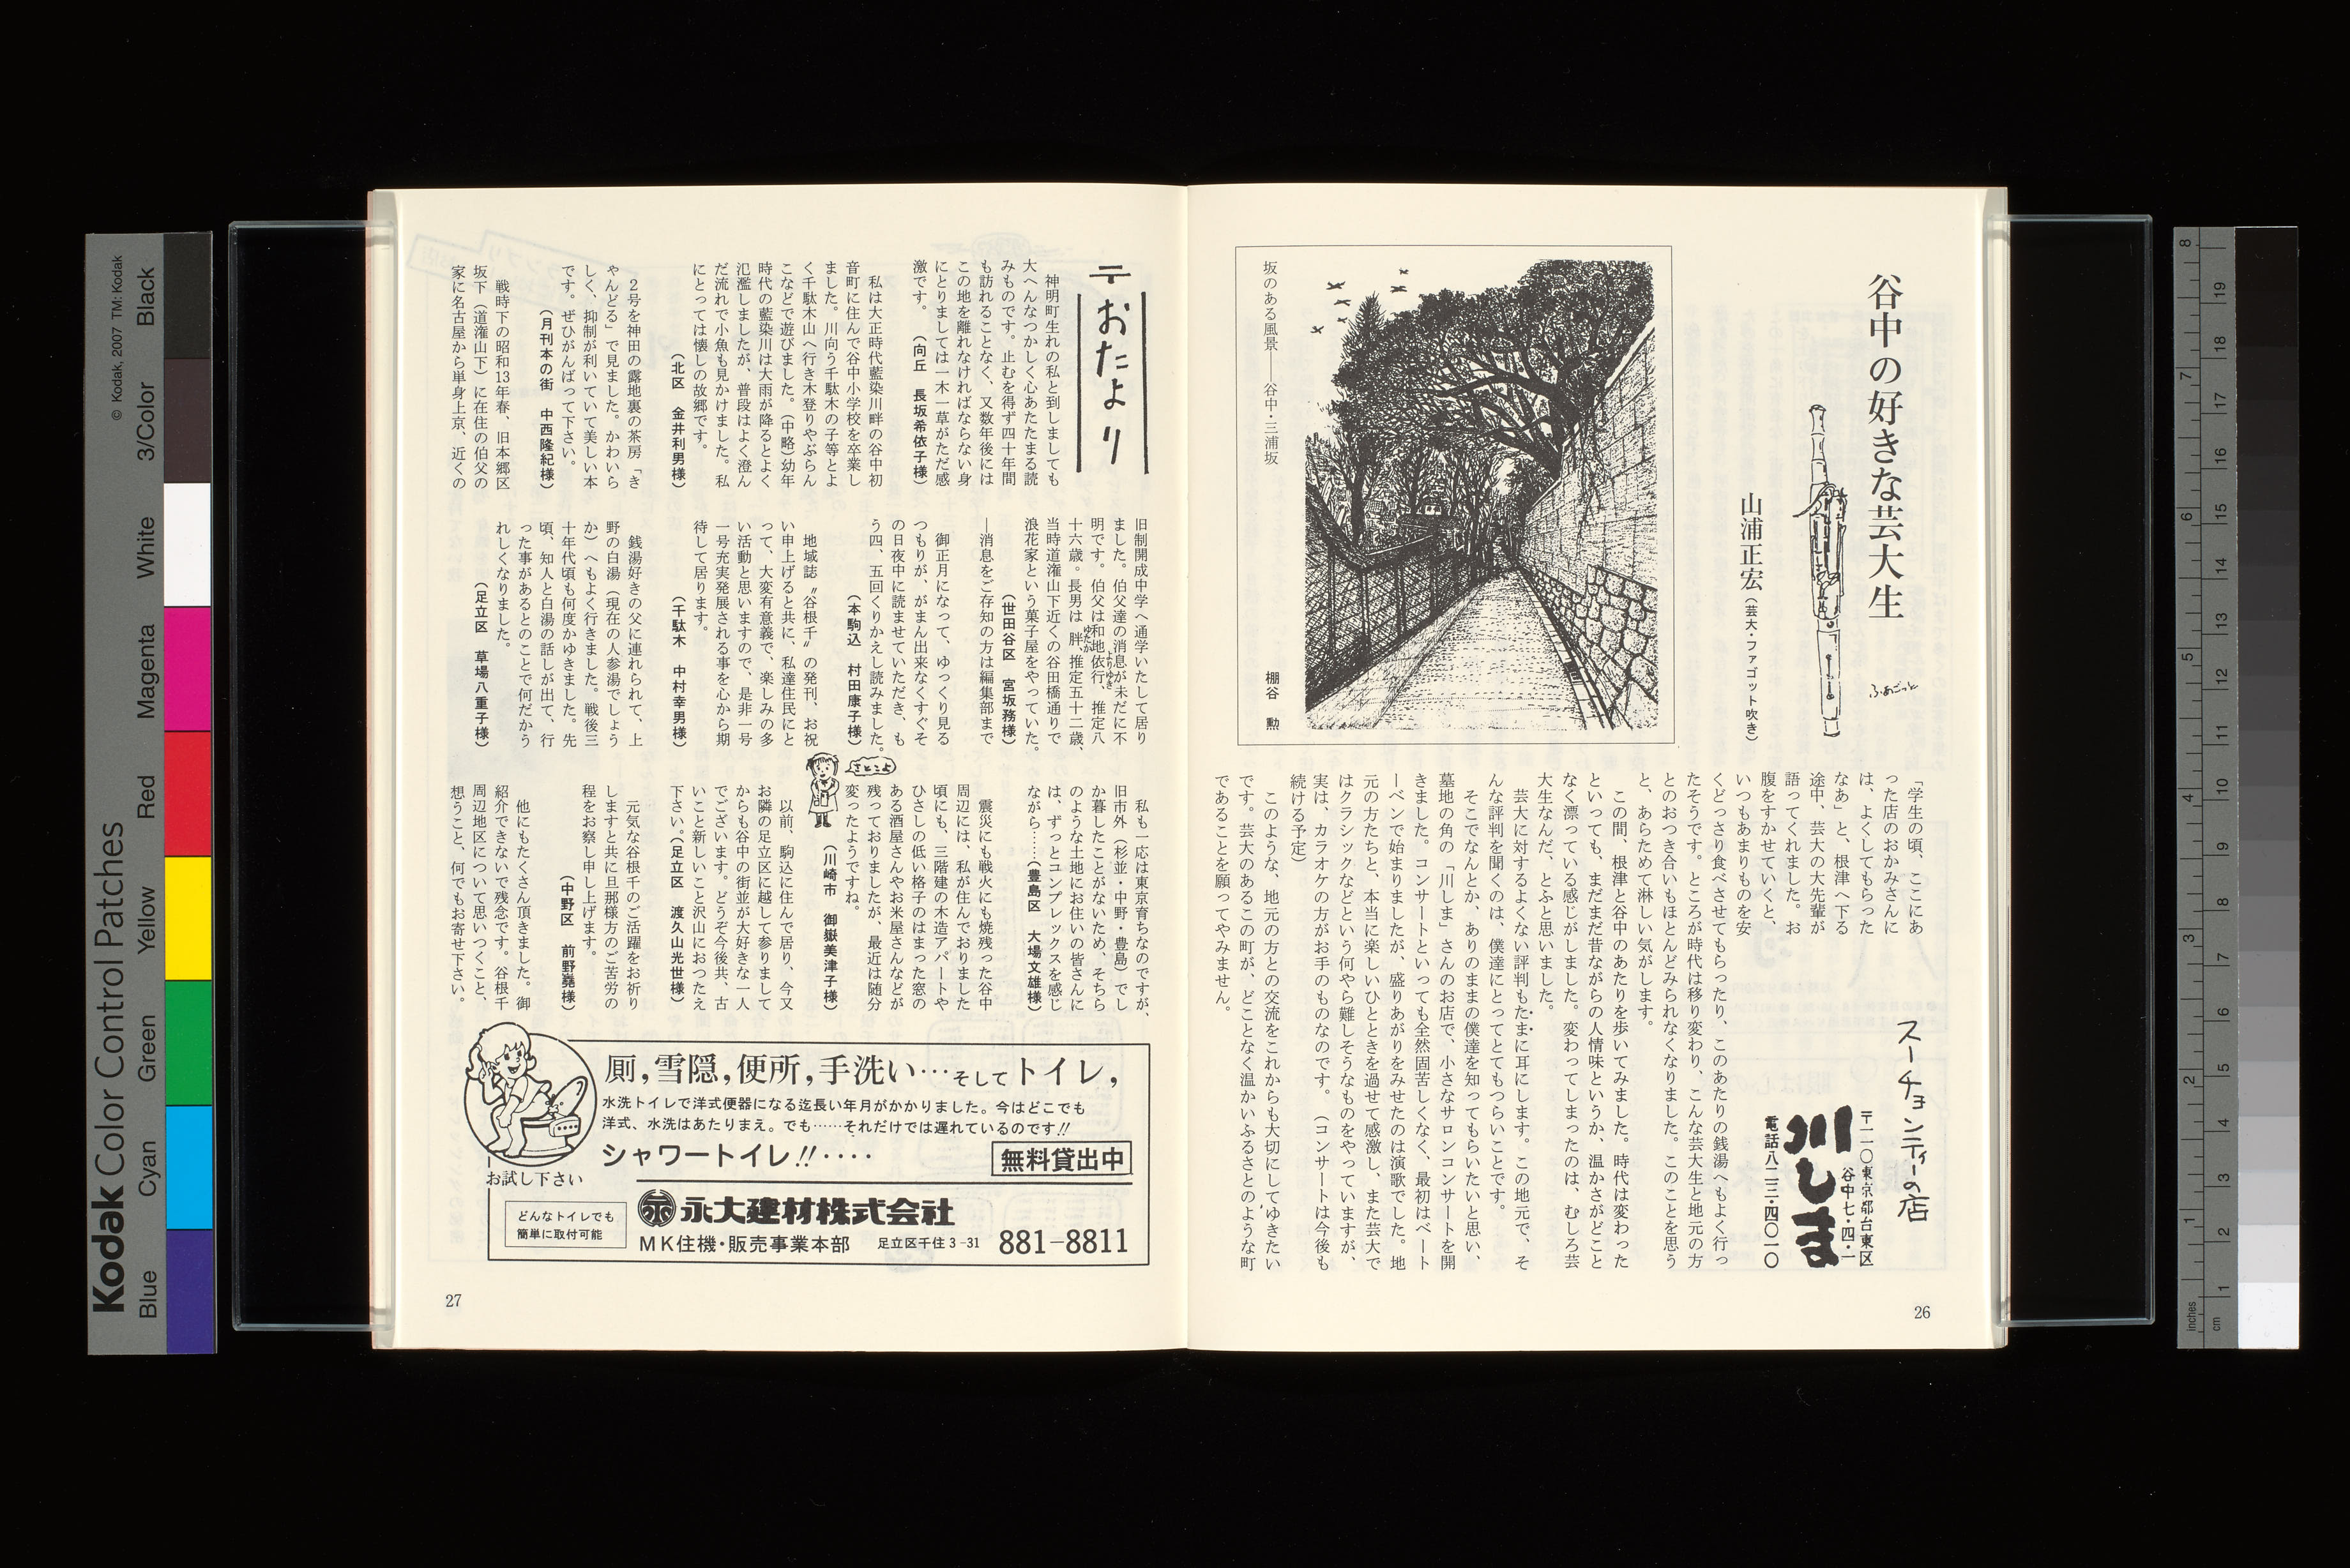 谷中の好きな芸大生
ふぁごっと
山浦正宏（芸大・ファゴット吹き）
坂のある風景――谷中・三浦坂
棚谷　勲
「学生の頃、ここにあ
った店のおかみさんに
は、よくしてもらった
なあ」と、根津へ下る
途中、芸大の大先輩が
語ってくれました。お
腹をすかせていくと、
いつもあまりものを安
くどっさり食べさせてもらったり、このあたりの銭湯へもよく行っ
たそうです。ところが時代は移り変わり、こんな芸大生と地元の方
とのおつき合いもほとんどみられなくなりました。このことを思う
と、あらためて淋しい気がします。
この間、根津と谷中のあたりを歩いてみました。時代は変わった
といっても、まだまだ昔ながらの人情味というか、温かさがどこと
なく漂っている感じがしました。変わってしまったのは、むしろ芸
大生なんだ、とふと思いました。
芸大に対するよくない評判もたまに耳にします。この地元で、そ
んな評判を聞くのは、僕達にとってとてもつらいことです。
そこでなんとか、ありのままの僕達を知ってもらいたいと思い、
墓地の角の「川しま」さんのお店で、小さなサロンコンサートを開
きました。コンサートといっても全然固苦しくなく、最初はベート
ーベンで始まりましたが、盛りあがりをみせたのは演歌でした。地
元の方たちと、本当に楽しいひとときを過せて感激し、また芸大で
はクラシックなどという何やら難しそうなものをやっていますが、
実は、カラオケの方がお手のものなのです。（コンサートは今後も
続ける予定）
このような、地元の方との交流をこれからも大切にしてゆきたい
です。芸大のあるこの町が、どことなく温かいふるさとのような町
であることを願ってやみません。
スーチョンティーの店
〒一一〇東京都台東区
谷中七・四・一
川しま
電話八二三・四〇一〇
26
〒おたより
神明町生れの私と到しましても
大へんなつかしく心あたたまる読
みものです。止むを得ず四十年間
も訪れることなく、又数年後には
この地を離れなければならない身
にとりましては一木一草がただ感
激です。（向丘　長坂希依子様）
私は大正時代藍染川畔の谷中初
音町に住んで谷中小学校を卒業し
ました。川向う千駄木の子等とよ
く千駄木山へ行き木登りやぶらん
こなどで遊びました。（中略）幼年
時代の藍染川は大雨が降るとよく
氾濫しましたが、普段はよく澄ん
だ流れで小魚も見かけました。私
にとっては懐しの故郷です。
（北区　金井利男様）
2号を神田の露地裏の茶房「き
ゃんどる」で見ました。かわいら
しく、抑制が利いていて美しい本
です。ぜひがんばって下さい。
（月刊本の街　中西隆紀様）
戦時下の昭和13年春、旧本郷区
坂下（道潅山下）に在住の伯父の
家に名古屋から単身上京、近くの
旧制開成中学へ通学いたして居り
ました。伯父達の消息が未だに不
明です。伯父は和地依行、推定八
よりゆき
十六歳。長男は　胖、推定五十二歳、
ゆたか
当時道潅山下近くの谷田橋通りで
浪花家という菓子屋をやっていた。
（世田谷区　宮坂務様）
―消息をご存知の方は編集部まで
御正月になって、ゆっくり見る
つもりが、がまん出来なくすぐそ
の日夜中に読ませていただき、も
う四、五回くりかえし読みました。
（本駒込　村田康子様）
地域誌〝谷根千〟の発刊、お祝
い申上げると共に、私達住民にと
って、大変有意義で、楽しみの多
い活動と思いますので、是非一号
一号充実発展される事を心から期
待して居ります。
（千駄木　中村幸男様）
銭湯好きの父に連れられて、上
野の白湯（現在の人参湯でしょう
か）へもよく行きました。戦後三
十年代頃も何度かゆきました。先
頃、知人と白湯の話しが出て、行
った事があるとのことで何だかう
れしくなりました。
（足立区　草場八重子様）
私も一応は東京育ちなのですが、
旧市外（杉並・中野・豊島）でし
か暮したことがないため、そちら
のような土地にお住いの皆さんに
は、ずっとコンプレックスを感じ
ながら……（豊島区　大場文雄様）
震災にも戦火にも焼残った谷中
周辺には、私が住んでおりました
頃にも、三階建の木造アパートや
ひさしの低い格子のはまった窓の
ある酒屋さんやお米屋さんなどが
残っておりましたが、最近は随分
変ったようですね。
さとこよ
（川崎市　御嶽美津子様）
以前、駒込に住んで居り、今又
お隣の足立区に越して参りまして
からも谷中の街並が大好きな一人
でございます。どうぞ今後共、古
いこと新しいこと沢山におつたえ
下さい。（足立区　渡久山光世様）
元気な谷根千のご活躍をお祈り
しますと共に旦那様方のご苦労の
程をお察し申し上げます。
（中野区　前野堯様）
他にもたくさん頂きました。御
紹介できないで残念です。谷根千
周辺地区について思いつくこと、
想うこと、何でもお寄せ下さい。
厠，雪隠，便所，手洗い…そしてトイレ，
水洗トイレで洋式便器になる迄長い年月がかかりました。今はどこでも
洋式、水洗はあたりまえ。でも……それだけでは遅れているのです!!
シャワートイレ!!‥‥
無料貸出中
お試し下さい
どんなトイレでも
簡単に取付可能
永大建材株式会社
MK住機・販売事業本部　足立区千住3-31　881-8811
27
© Kodak, 2007 TM: Kodak
Kodak Color Control Patches
Blue Cyan Green Yellow Red Magenta White 3/Color Black
inches
1 2 3 4 5 6 7 8
cm
1 2 3 4 5 6 7 8 9 10 11 12 13 14 15 16 17 18 19